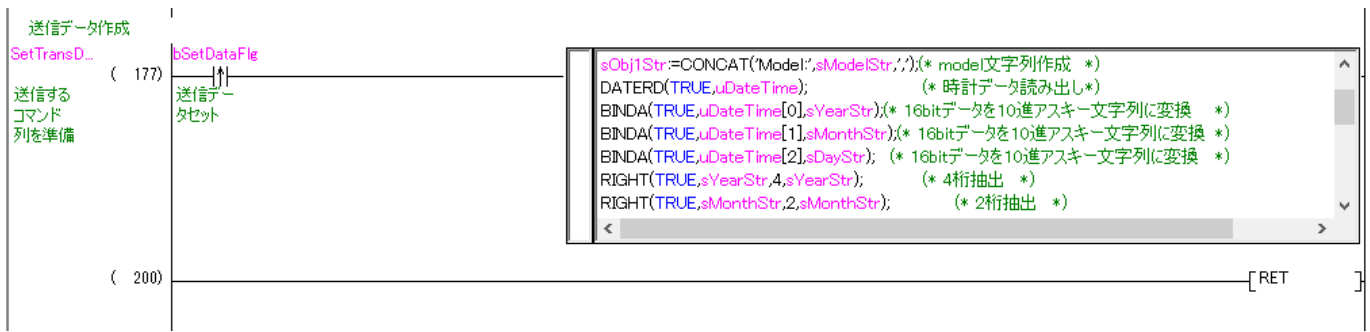 送信データ作成
SetTransD...
( 177)
bSetDataFlg
送信する
コマンド
列を準備
送信デー
タセット
sObj1Str:=CONCAT('Model:',sModelStr,',');(* model文字列作成 *)
DATERD(TRUE,uDateTime); (* 時計データ読み出し*)
BINDA(TRUE,uDateTime[0],sYearStr);(* 16bitデータを10進アスキー文字列に変換 *)
BINDA(TRUE,uDateTime[1],sMonthStr);(* 16bitデータを10進アスキー文字列に変換 *)
BINDA(TRUE,uDateTime[2],sDayStr); (* 16bitデータを10進アスキー文字列に変換 *)
RIGHT(TRUE,sYearStr,4,sYearStr); (* 4桁抽出 *)
RIGHT(TRUE,sMonthStr,2,sMonthStr); (* 2桁抽出 *)
( 200)
[RET ]